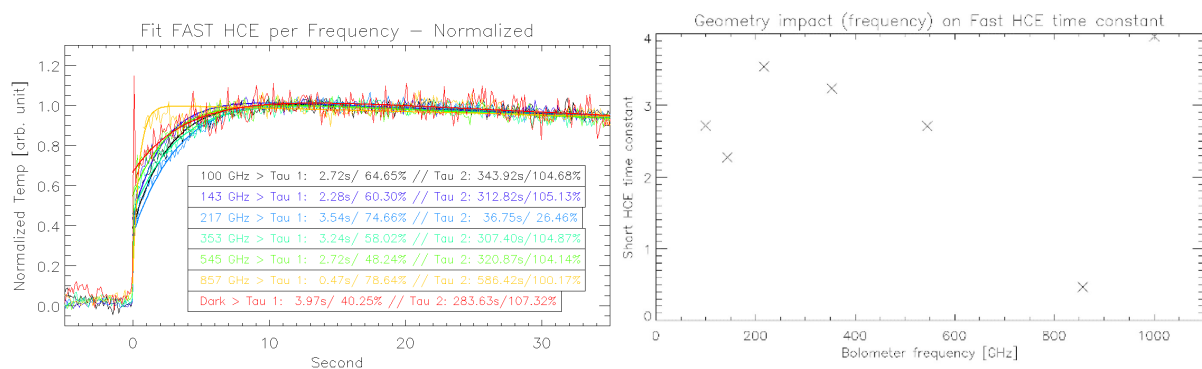 Fit FAST HCE per Frequency – Normalized
Normalized Temp [arb. unit]
1.2
1.0
0.8
0.6
0.4
0.2
0.0
100 GHz > Tau 1: 2.72s/ 64.65% // Tau 2: 343.92s/104.68%
143 GHz > Tau 1: 2.28s/ 60.30% // Tau 2: 312.82s/105.13%
217 GHz > Tau 1: 3.54s/ 74.66% // Tau 2: 36.75s/ 26.46%
353 GHz > Tau 1: 3.24s/ 58.02% // Tau 2: 307.40s/104.87%
545 GHz > Tau 1: 2.72s/ 48.24% // Tau 2: 320.87s/104.14%
857 GHz > Tau 1: 0.47s/ 78.64% // Tau 2: 586.42s/100.17%
Dark > Tau 1: 3.97s/ 40.25% // Tau 2: 283.63s/107.32%
0 10 20 30
Second
Geometry impact (frequency) on Fast HCE time constant
Short HCE time constant
4
3
2
1
0
0 200 400 600 800 1000
Bolometer frequency [GHz]